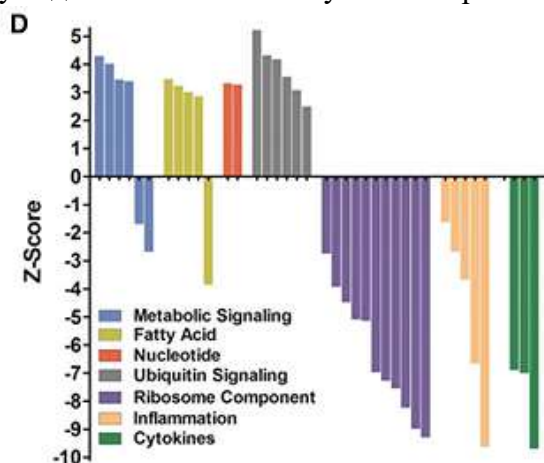 D
5
4
3
2
1
0
-1
-2
-3
-4
-5
-6
-7
-8
-9
-10
Z-Score
Metabolic Signaling
Fatty Acid
Nucleotide
Ubiquitin Signaling
Ribosome Component
Inflammation
Cytokines